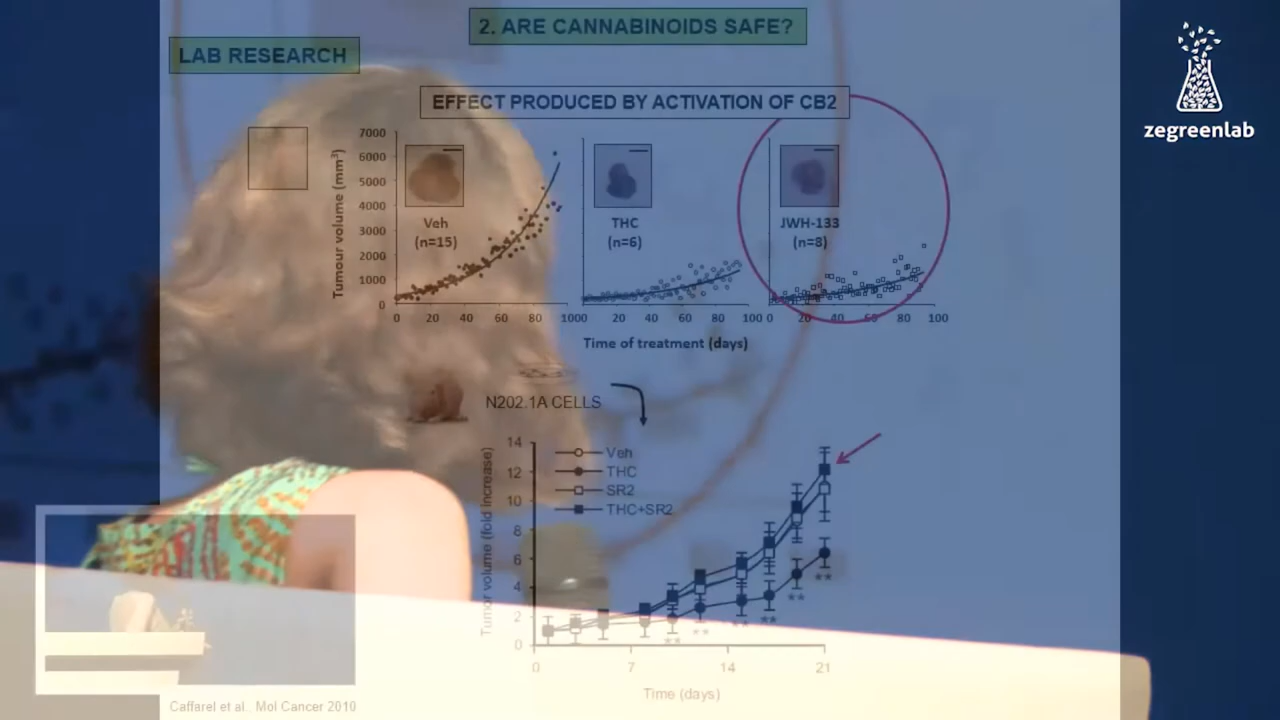 2. ARE CANNABINOIDS SAFE?
LAB RESEARCH
zegreenlab
EFFECT PRODUCED BY ACTIVATION OF CB2
Tumour volume (mm³)
7000
6000
5000
4000
3000
2000
1000
0
Veh
(n=15)
THC
(n=6)
JWH-133
(n=8)
0 20 40 60 80 1000 20 40 60 80 100 0 20 40 60 80 100
Time of treatment (days)
N202.1A CELLS
Tumor volume (fold increase)
14
12
10
8
6
4
2
0
Veh
THC
SR2
THC+SR2
**
**
**
**
**
**
0 7 14 21
Time (days)
Caffarel et al. Mol Cancer 2010